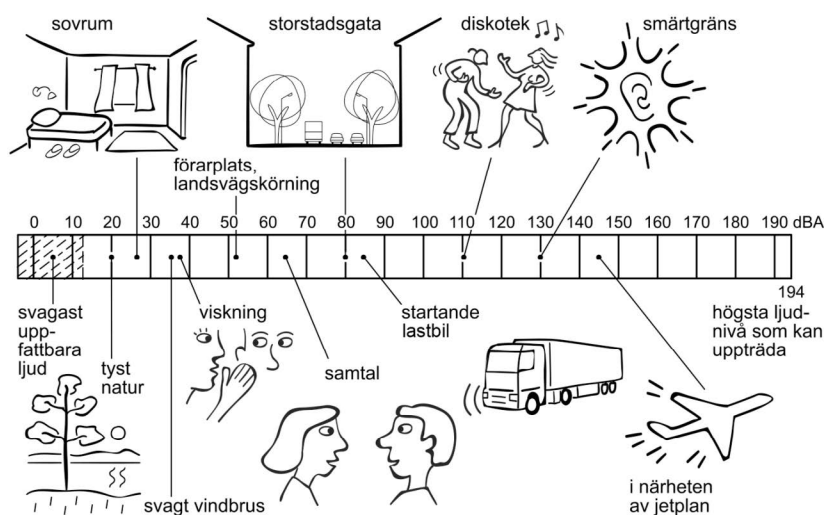 sovrum
storstadsgata
diskotek
smärtgräns
förarplats,
landsvägskörning
0 10 20 30 40 50 60 70 80 90 100 110 120 130 140 150 160 170 180 190 dBA
194
svagast
upp-
fattbara
ljud
tyst
natur
viskning
samtal
startande
lastbil
högsta ljud-
nivå som kan
uppträda
svagt vindbrus
i närheten
av jetplan